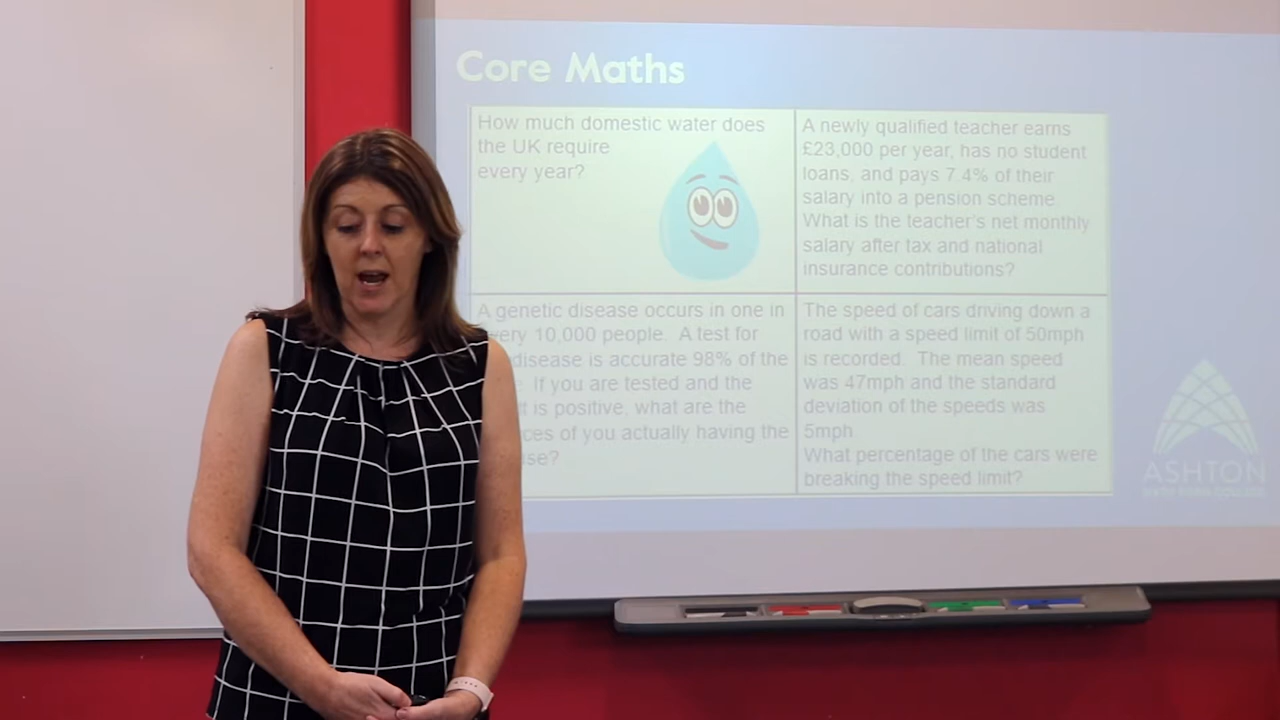 Core Maths
How much domestic water does
the UK require
every year?
A newly qualified teacher earns
£23,000 per year, has no student
loans, and pays 7.4% of their
salary into a pension scheme.
What is the teacher's net monthly
salary after tax and national
insurance contributions?
A genetic disease occurs in one in
very 10,000 people. A test for
disease is accurate 98% of the
If you are tested and the
t is positive, what are the
ces of you actually having the
ase?
The speed of cars driving down a
road with a speed limit of 50mph
is recorded. The mean speed
was 47mph and the standard
deviation of the speeds was
5mph.
What percentage of the cars were
breaking the speed limit?
ASHTON